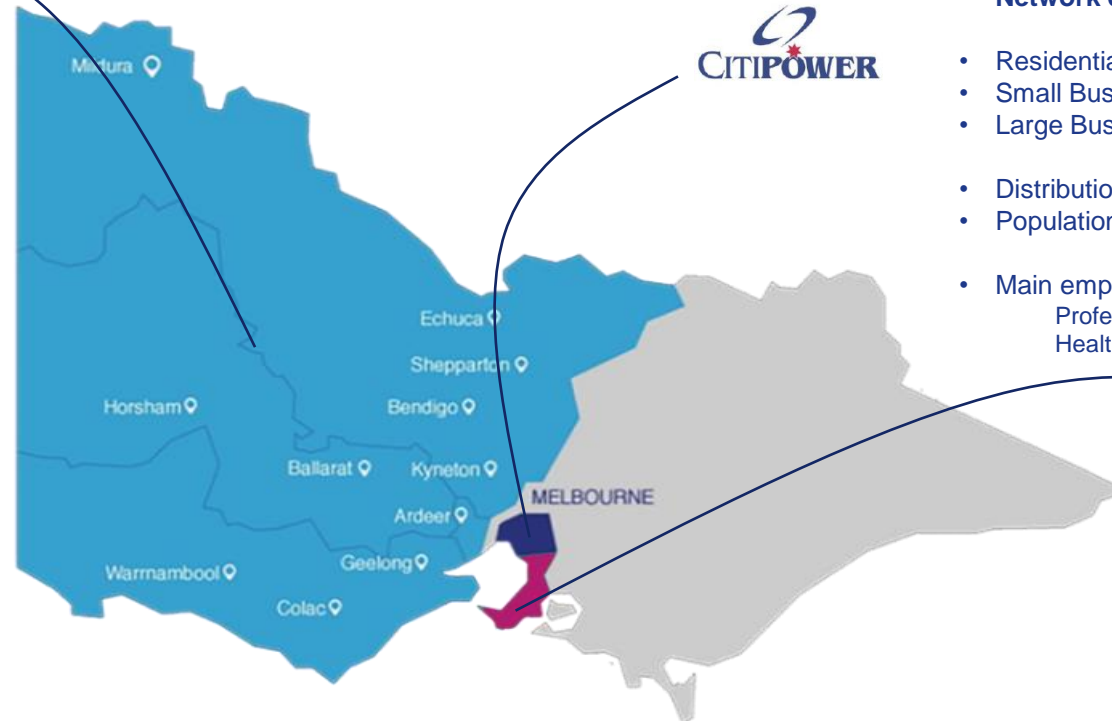 Network
Residentia
Small Bus
Large Bus
Distributio
Population
Main emp
Profe
Healt
CITIPOWER
Mildura
Echuca
Shepparton
Bendigo
Horsham
Ballarat
Kyneton
MELBOURNE
Ardeer
Geelong
Warrnambool
Colac